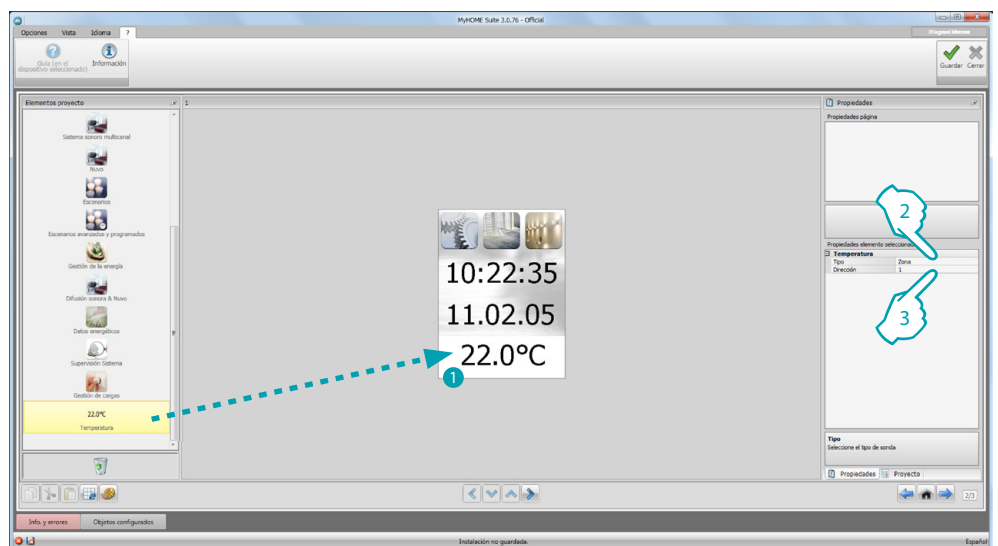 MyHOME Suite 3.0.76 - Official
Opciones Vista Idioma ?
Guía (en el
dispositivo seleccionado)
Información
Guardar Cerrar
Elementos proyecto
1
Sistema sonoro multicanal
Nuvo
Escenarios
Escenarios avanzados y programados
Gestión de la energía
Difusión sonora & Nuvo
Datos energéticos
Supervisión Sistema
Gestión de cargas
22.0°C
Temperatura
10:22:35
11.02.05
22.0°C
1
Propiedades
Propiedades página
2
Propiedades elemento seleccionado
Temperatura
Tipo Zona
Dirección 1
3
Tipo
Seleccione el tipo de sonda
Propiedades Proyecto
2/3
Info. y errores Objetos configurados
Instalación no guardada. Español